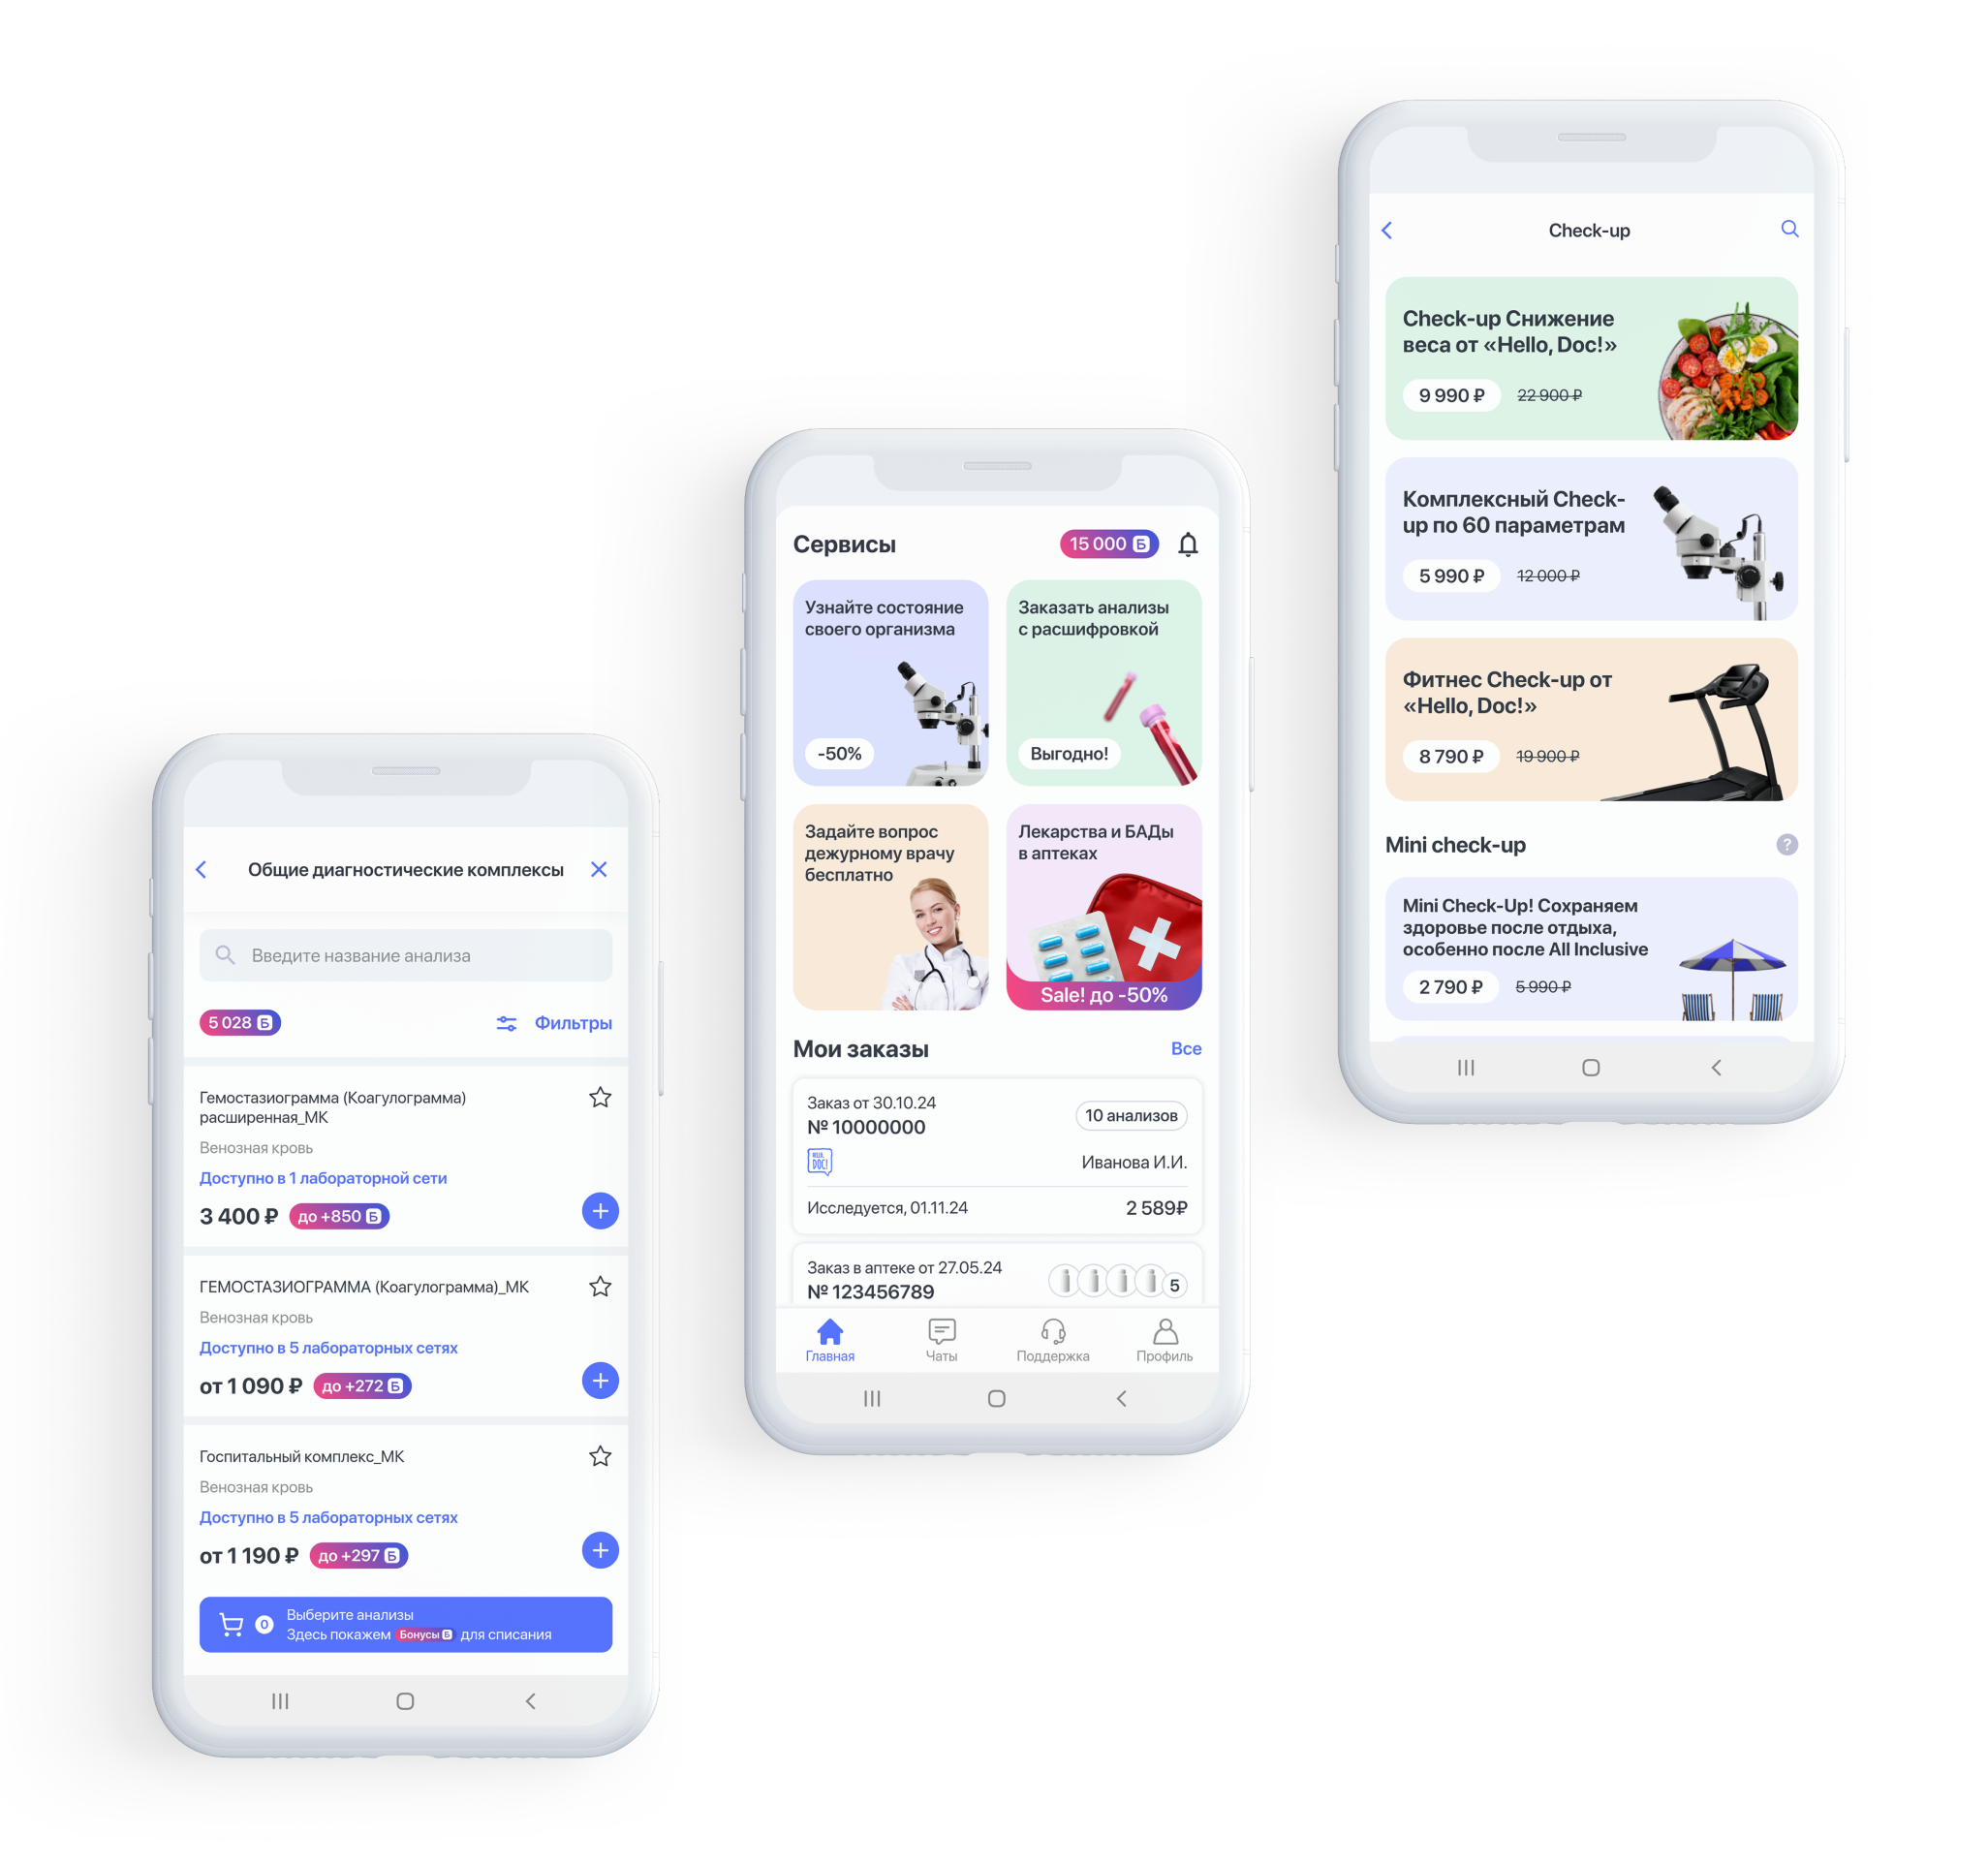 Общие диагностические комплексы
Введите название анализа
5 028 Б
Фильтры
Гемостазиограмма (Коагулограмма)
расширенная_МК
Венозная кровь
Доступно в 1 лабораторной сети
3 400 ₽
до +850 Б
ГЕМОСТАЗИОГРАММА (Коагулограмма)_МК
Венозная кровь
Доступно в 5 лабораторных сетях
от 1 090 ₽
до +272 Б
Госпитальный комплекс_МК
Венозная кровь
Доступно в 5 лабораторных сетях
от 1 190 ₽
до +297 Б
0
Выберите анализы
Здесь покажем Бонусы Б для списания
Сервисы
15 000 Б
Узнайте состояние
своего организма
-50%
Заказать анализы
с расшифровкой
Выгодно!
Задайте вопрос
дежурному врачу
бесплатно
Лекарства и БАДы
в аптеках
Sale! до -50%
Мои заказы
Все
Заказ от 30.10.24
№ 10000000
10 анализов
HELLO,
DOC!
Иванова И.И.
Исследуется, 01.11.24
2 589₽
Заказ в аптеке от 27.05.24
№ 123456789
5
Главная
Чаты
Поддержка
Профиль
Check-up
Check-up Снижение
веса от «Hello, Doc!»
9 990 ₽
22 900 ₽
Комплексный Check-
up по 60 параметрам
5 990 ₽
12 000 ₽
Фитнес Check-up от
«Hello, Doc!»
8 790 ₽
19 900 ₽
Mini check-up
?
Mini Check-Up! Сохраняем
здоровье после отдыха,
особенно после All Inclusive
2 790 ₽
5 990 ₽